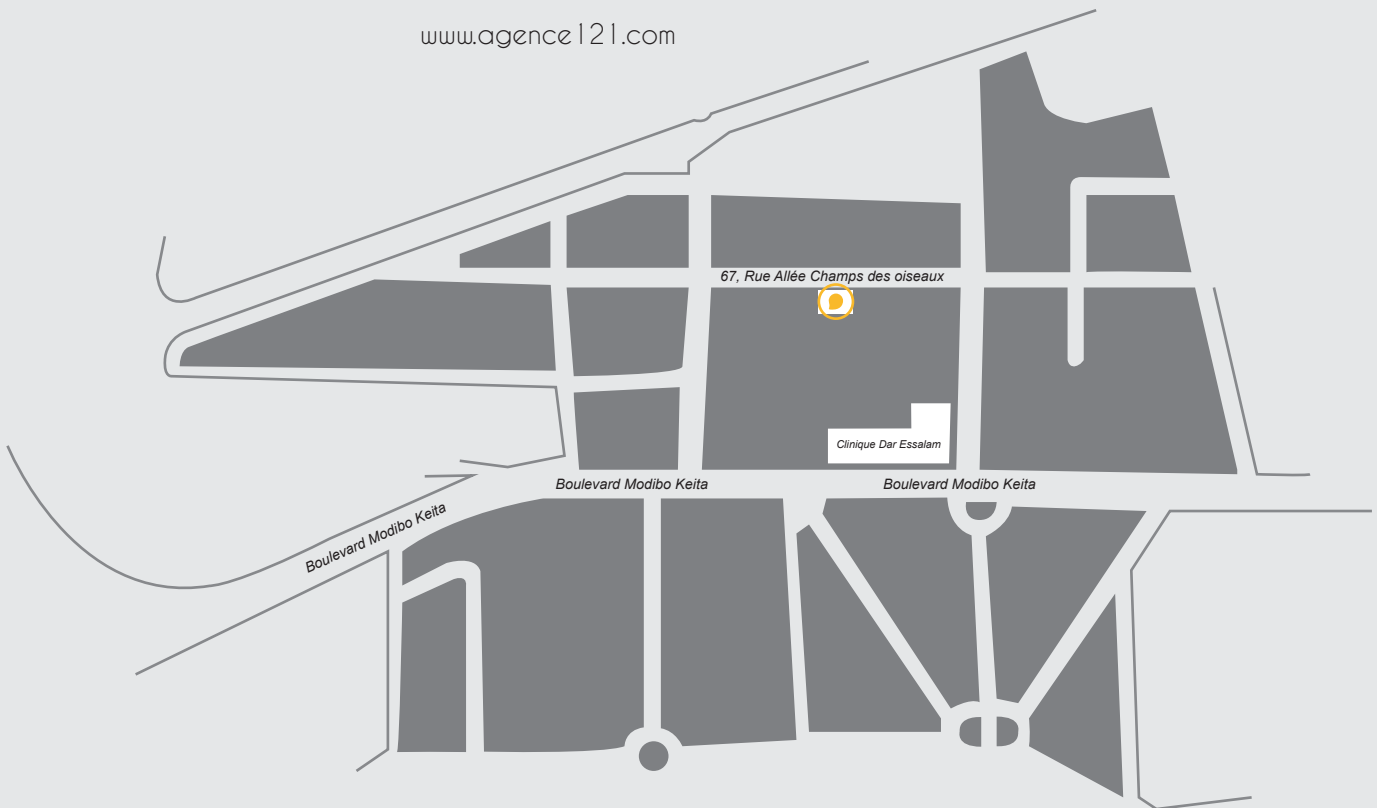 www.agence121.com
67, Rue Allée Champs des oiseaux
Clinique Dar Essalam
Boulevard Modibo Keita
Boulevard Modibo Keita
Boulevard Modibo Keita